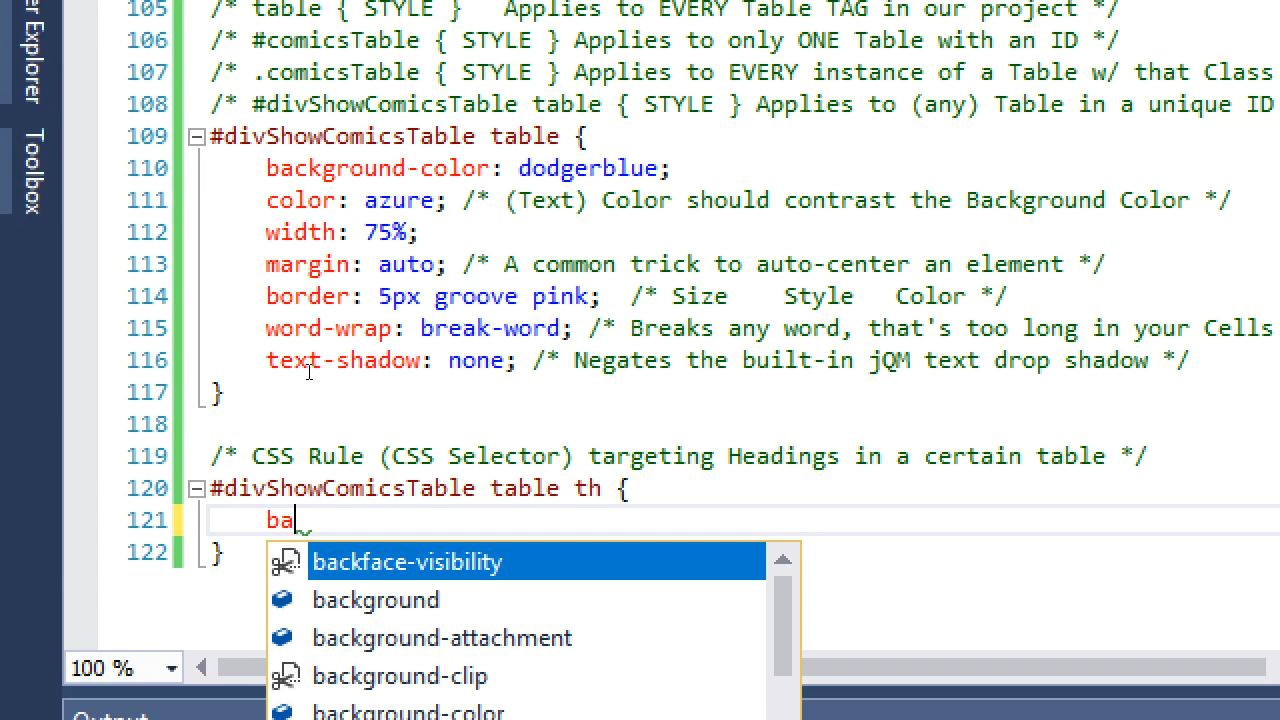 er Explorer
Toolbox
105 /* table { STYLE }   Applies to EVERY Table TAG in our project */
106 /* #comicsTable { STYLE } Applies to only ONE Table with an ID */
107 /* .comicsTable { STYLE } Applies to EVERY instance of a Table w/ that Class
108 /* #divShowComicsTable table { STYLE } Applies to (any) Table in a unique ID
109 #divShowComicsTable table {
110     background-color: dodgerblue;
111     color: azure; /* (Text) Color should contrast the Background Color */
112     width: 75%;
113     margin: auto; /* A common trick to auto-center an element */
114     border: 5px groove pink;  /* Size    Style   Color */
115     word-wrap: break-word; /* Breaks any word, that's too long in your Cells
116     text-shadow: none; /* Negates the built-in jQM text drop shadow */
117 }
118
119 /* CSS Rule (CSS Selector) targeting Headings in a certain table */
120 #divShowComicsTable table th {
121     ba
122 }
backface-visibility
background
background-attachment
background-clip
background-color
100 %
Output